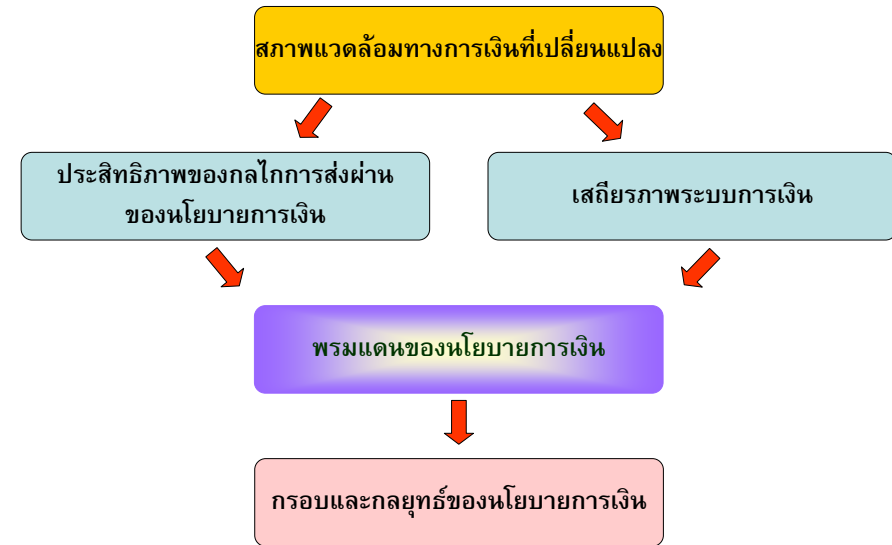 สภาพแวดล้อมทางการเงินที่เปลี่ยนแปลง
ประสิทธิภาพของกลไกการส่งผ่าน
ของนโยบายการเงิน
เสถียรภาพระบบการเงิน
พรมแดนของนโยบายการเงิน
กรอบและกลยุทธ์ของนโยบายการเงิน